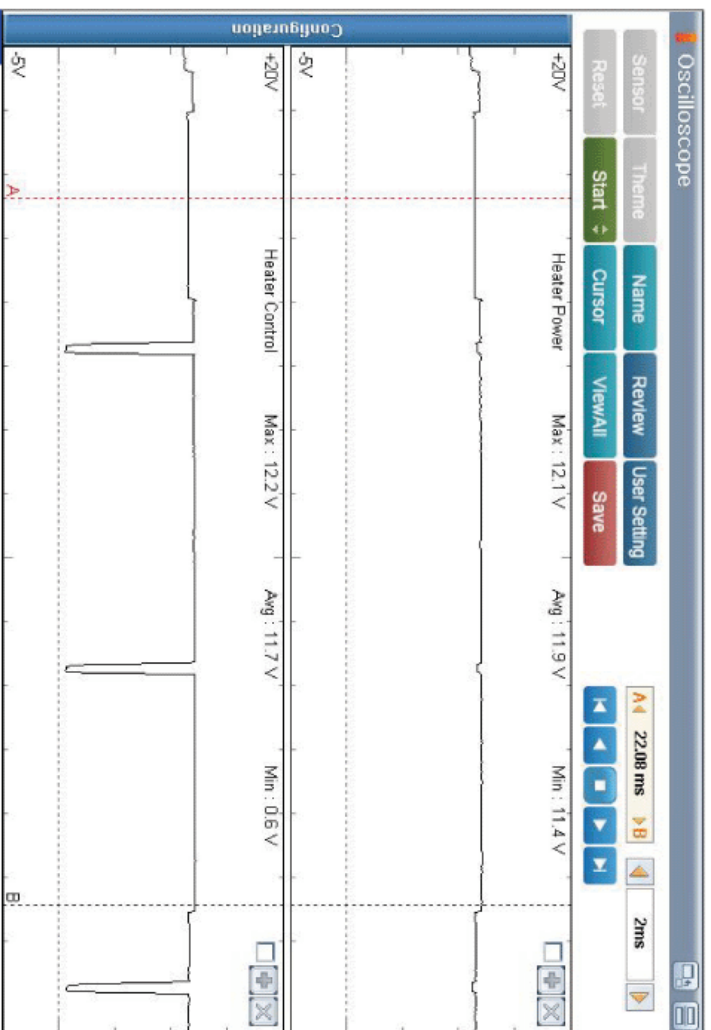 Oscilloscope
Sensor Theme Name Review User Setting A 22.08 ms B 2ms
Reset Start Cursor ViewAll Save
+20V Heater Power Max : 12.1 V Avg : 11.9 V Min : 11.4 V
-5V
+20V Heater Control Max : 12.2 V Avg : 11.7 V Min : 0.6 V
-5V A B
Configuration